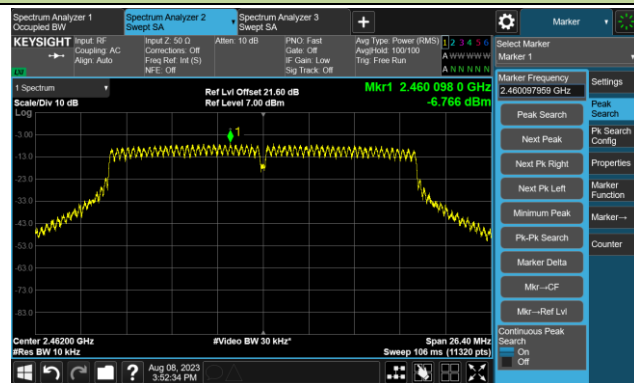 Spectrum Analyzer 1
Occupied BW
Spectrum Analyzer 2
Swept SA
Spectrum Analyzer 3
Swept SA
+
Marker
KEYSIGHT
Input: RF
Coupling: AC
Align: Auto
Input Z: 50 Ω
Corrections: Off
Freq Ref: Int (S)
NFE: Off
Atten: 10 dB
PNO: Fast
Gate: Off
IF Gain: Low
Sig Track: Off
Avg Type: Power (RMS)
Avg|Hold: 100/100
Trig: Free Run
1 2 3 4 5 6
A W W W W W
A N N N N N
Select Marker
Marker 1
1 Spectrum
Scale/Div 10 dB
Log
Ref Lvl Offset 21.60 dB
Ref Level 7.00 dBm
Mkr1 2.460 098 0 GHz
-6.766 dBm
1
-3.00
-13.0
-23.0
-33.0
-43.0
-53.0
-63.0
-73.0
-83.0
Center 2.46200 GHz
#Res BW 10 kHz
#Video BW 30 kHz*
Span 26.40 MHz
Sweep 106 ms (11320 pts)
Marker Frequency
2.460097959 GHz
Peak Search
Next Peak
Next Pk Right
Next Pk Left
Minimum Peak
Pk-Pk Search
Marker Delta
Mkr→CF
Mkr→Ref Lvl
Continuous Peak
Search
On
Off
Settings
Peak
Search
Pk Search
Config
Properties
Marker
Function
Marker→
Counter
?
Aug 08, 2023
3:52:34 PM